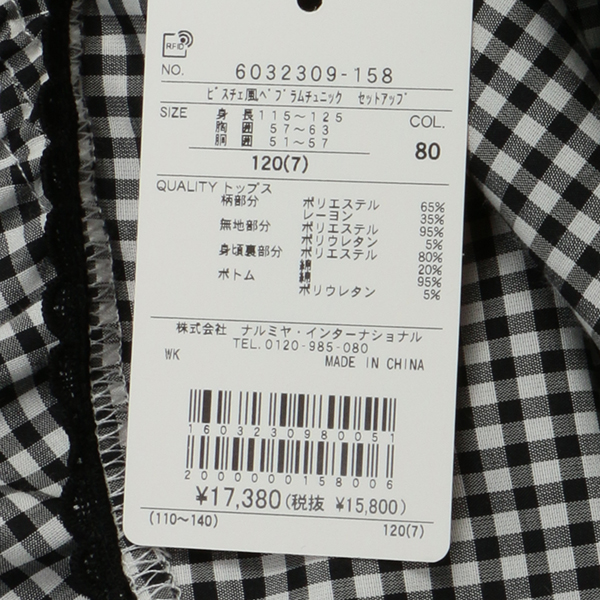 RFID
NO. 6032309-158
ビスチェ風ペプラムチュニック セットアップ
SIZE 身長 115〜125 COL.
胸囲 57〜63
胴囲 51〜57 80
120(7)
QUALITY トップス
柄部分 ポリエステル 65%
レーヨン 35%
無地部分 ポリエステル 95%
ポリウレタン 5%
身頃裏部分 ポリエステル 80%
綿 20%
ボトム 綿 95%
ポリウレタン 5%
株式会社 ナルミヤ・インターナショナル
TEL.0120-985-080
WK MADE IN CHINA
1603230980051
2000000158006
¥17,380(税抜 ¥15,800)
(110〜140) 120(7)